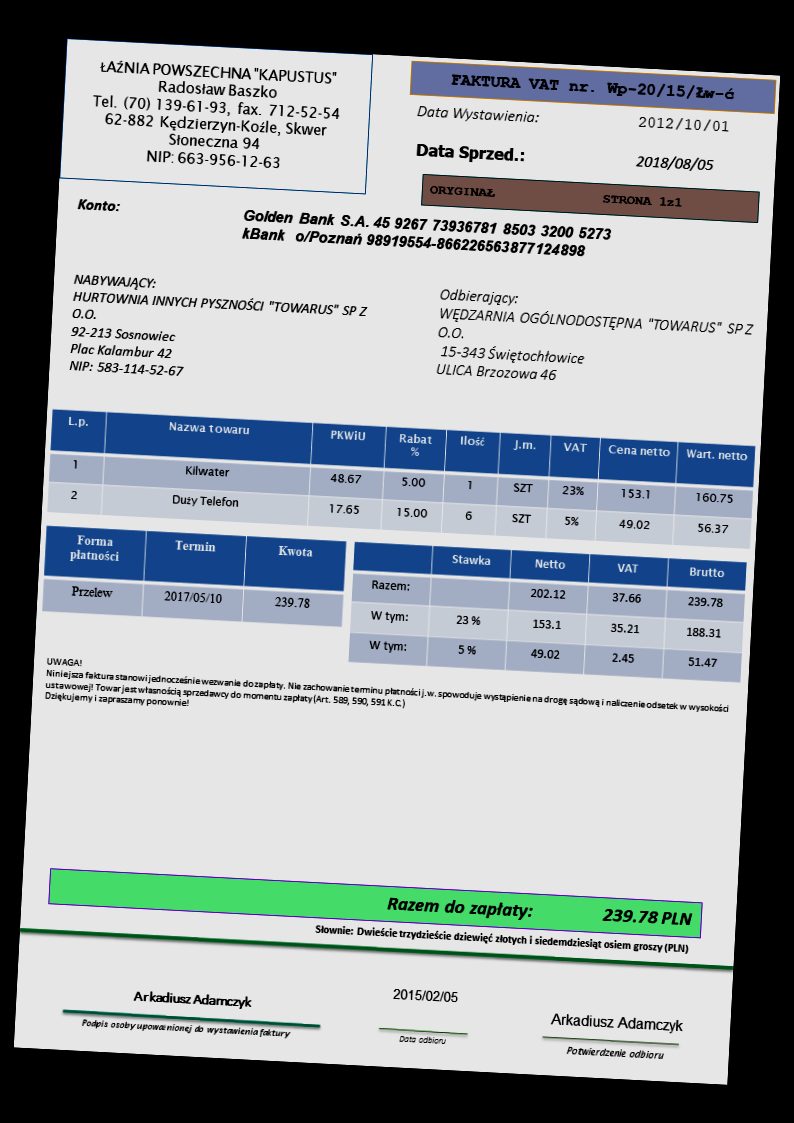 ŁAŹNIA POWSZECHNA "KAPUSTUS"
Radosław Baszko
Tel. (70) 139-61-93, fax. 712-52-54
62-882 Kędzierzyn-Koźle, Skwer
Słoneczna 94
NIP: 663-956-12-63
FAKTURA VAT nr. Wp-20/15/Łw-ć
Data Wystawienia: 2012/10/01
Data Sprzed.: 2018/08/05
ORYGINAŁ STRONA 1z1
Konto: Golden Bank S.A. 45 9267 73936781 8503 3200 5273
kBank o/Poznań 98919554-866226563877124898
NABYWAJĄCY:
HURTOWNIA INNYCH PYSZNOŚCI "TOWARUS" SP Z
O.O.
92-213 Sosnowiec
Plac Kalambur 42
NIP: 583-114-52-67
Odbierający:
WĘDZARNIA OGÓLNODOSTĘPNA "TOWARUS" SP Z
O.O.
15-343 Świętochłowice
ULICA Brzozowa 46
L.p. Nazwa towaru PKWiU Rabat % Ilość J.m. VAT Cena netto Wart. netto
1 Kilwater 48.67 5.00 1 SZT 23% 153.1 160.75
2 Duży Telefon 17.65 15.00 6 SZT 5% 49.02 56.37
Forma płatności Termin Kwota
Przelew 2017/05/10 239.78
Stawka Netto VAT Brutto
Razem: 202.12 37.66 239.78
W tym: 23 % 153.1 35.21 188.31
W tym: 5 % 49.02 2.45 51.47
UWAGA!
Niniejsza faktura stanowi jednocześnie wezwanie do zapłaty. Nie zachowanie terminu płatności j.w. spowoduje wystąpienie na drogę sądową i naliczenie odsetek w wysokości
ustawowej! Towar jest własnością sprzedawcy do momentu zapłaty (Art. 589, 590, 591 K.C.)
Dziękujemy i zapraszamy ponownie!
Razem do zapłaty: 239.78 PLN
Słownie: Dwieście trzydzieście dziewięć złotych i siedemdziesiąt osiem groszy (PLN)
Arkadiusz Adamczyk
Podpis osoby upoważnionej do wystawienia faktury
2015/02/05
Data odbioru
Arkadiusz Adamczyk
Potwierdzenie odbioru